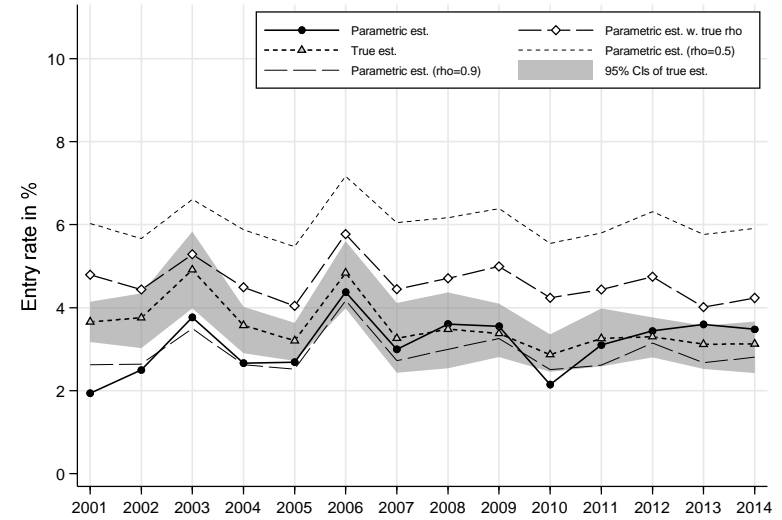 Parametric est.
Parametric est. w. true rho
True est.
Parametric est. (rho=0.5)
Parametric est. (rho=0.9)
95% CIs of true est.
Entry rate in %
10
8
6
4
2
0
2001 2002 2003 2004 2005 2006 2007 2008 2009 2010 2011 2012 2013 2014